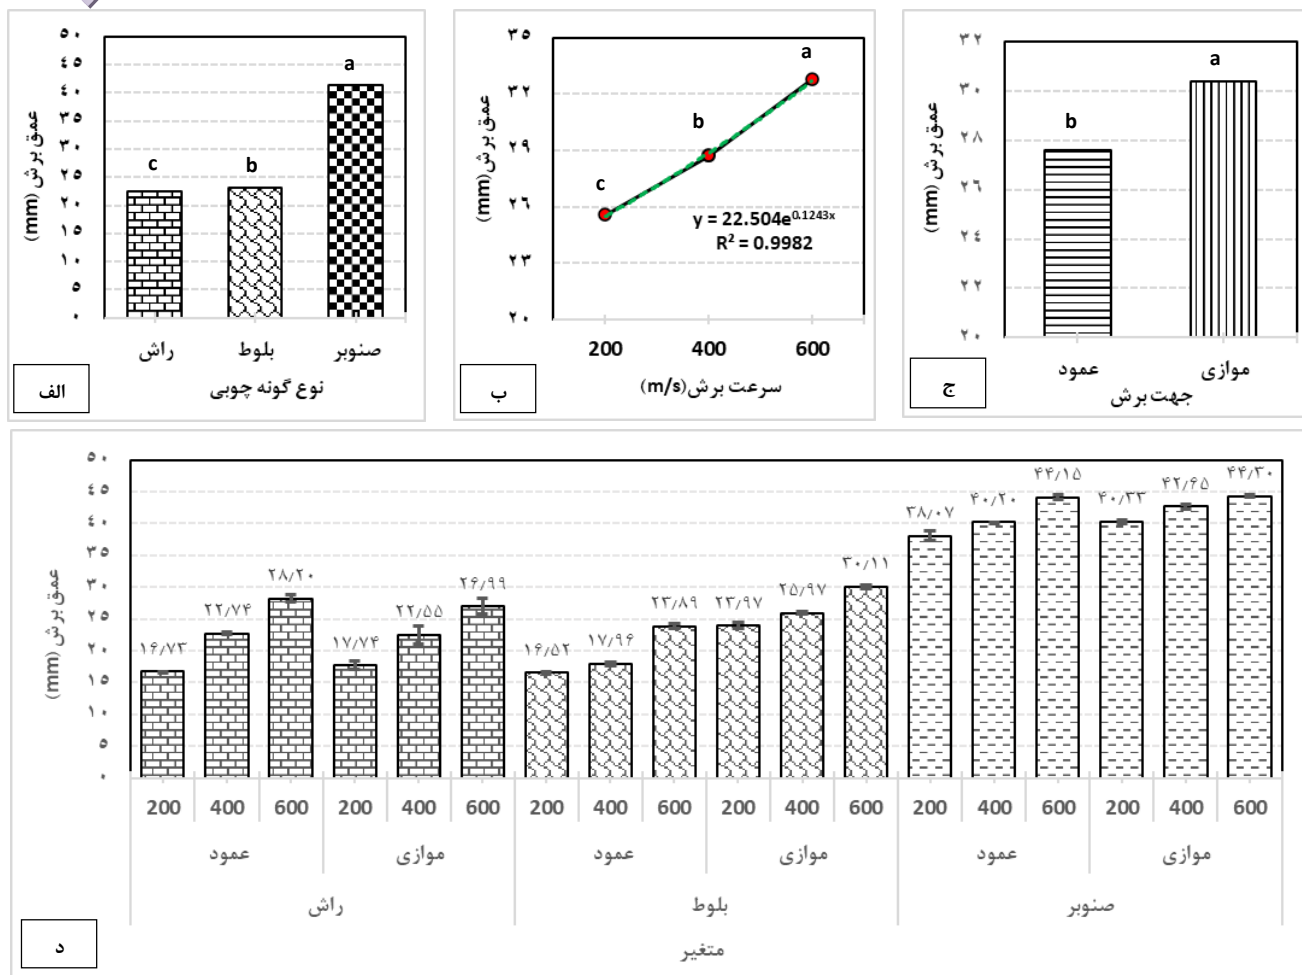 عمق برش (mm)
۵۰
۴۵
۴۰
۳۵
۳۰
۲۵
۲۰
۱۵
۱۰
۵
۰
c
b
a
راش
بلوط
صنوبر
نوع گونه چوبی
الف
عمق برش(mm)
۳۵
۳۲
۲۹
۲۶
۲۳
۲۰
c
b
a
y = 22.504e^0.1243x
R² = 0.9982
200 400 600
سرعت برش(m/s)
ب
عمق برش (mm)
۳۲
۳۰
۲۸
۲۶
۲۴
۲۲
۲۰
b
a
عمود
موازی
جهت برش
ج
عمق برش (mm)
۵۰
۴۵
۴۰
۳۵
۳۰
۲۵
۲۰
۱۵
۱۰
۵
۰
۱۶/۷۳
۲۲/۷۴
۲۸/۲۰
۱۷/۷۴
۲۲/۵۵
۲۶/۹۹
۱۶/۵۲
۱۷/۹۶
۲۳/۸۹
۲۳/۹۷
۲۵/۹۷
۳۰/۱۱
۳۸/۰۷
۴۰/۲۰
۴۴/۱۵
۴۰/۳۳
۴۲/۶۵
۴۴/۳۰
200 400 600 200 400 600 200 400 600 200 400 600 200 400 600 200 400 600
عمود
موازی
عمود
موازی
عمود
موازی
راش
بلوط
صنوبر
متغیر
د